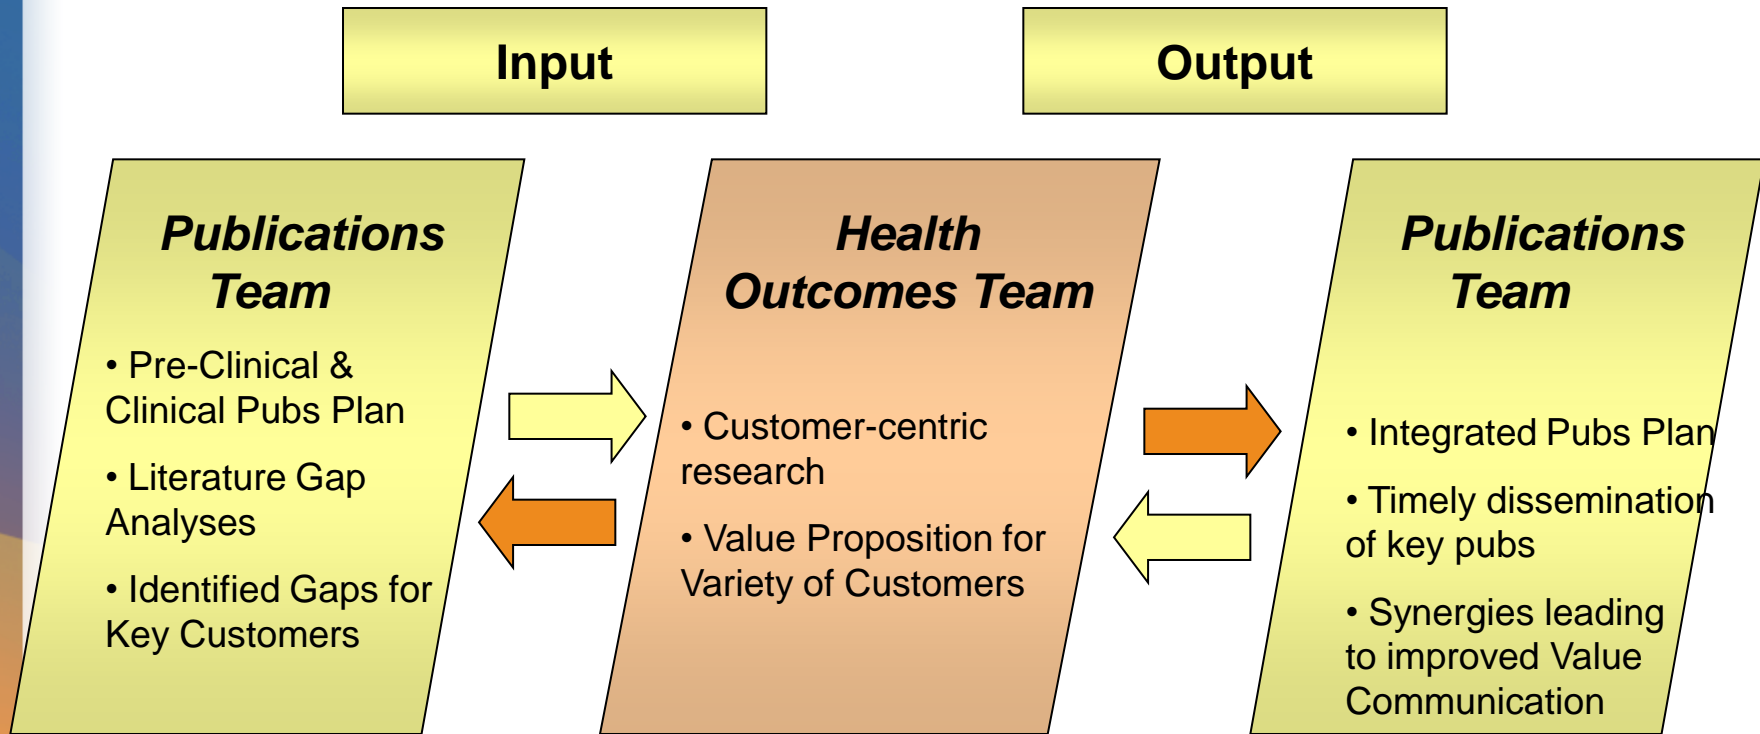 Input
Output
Publications
Team
• Pre-Clinical &
Clinical Pubs Plan
• Literature Gap
Analyses
• Identified Gaps for
Key Customers
Health
Outcomes Team
• Customer-centric
research
• Value Proposition for
Variety of Customers
Publications
Team
• Integrated Pubs Plan
• Timely dissemination
of key pubs
• Synergies leading
to improved Value
Communication